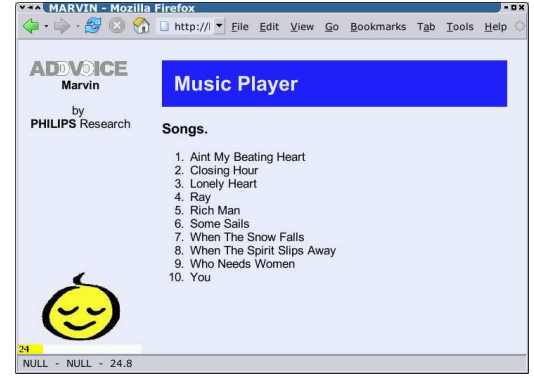 MARVIN - Mozilla Firefox
http://l File Edit View Go Bookmarks Tab Tools Help
ADDVOICE
Marvin
by
PHILIPS Research
Music Player
Songs.
1. Aint My Beating Heart
2. Closing Hour
3. Lonely Heart
4. Ray
5. Rich Man
6. Some Sails
7. When The Snow Falls
8. When The Spirit Slips Away
9. Who Needs Women
10. You
24
NULL - NULL - 24.8